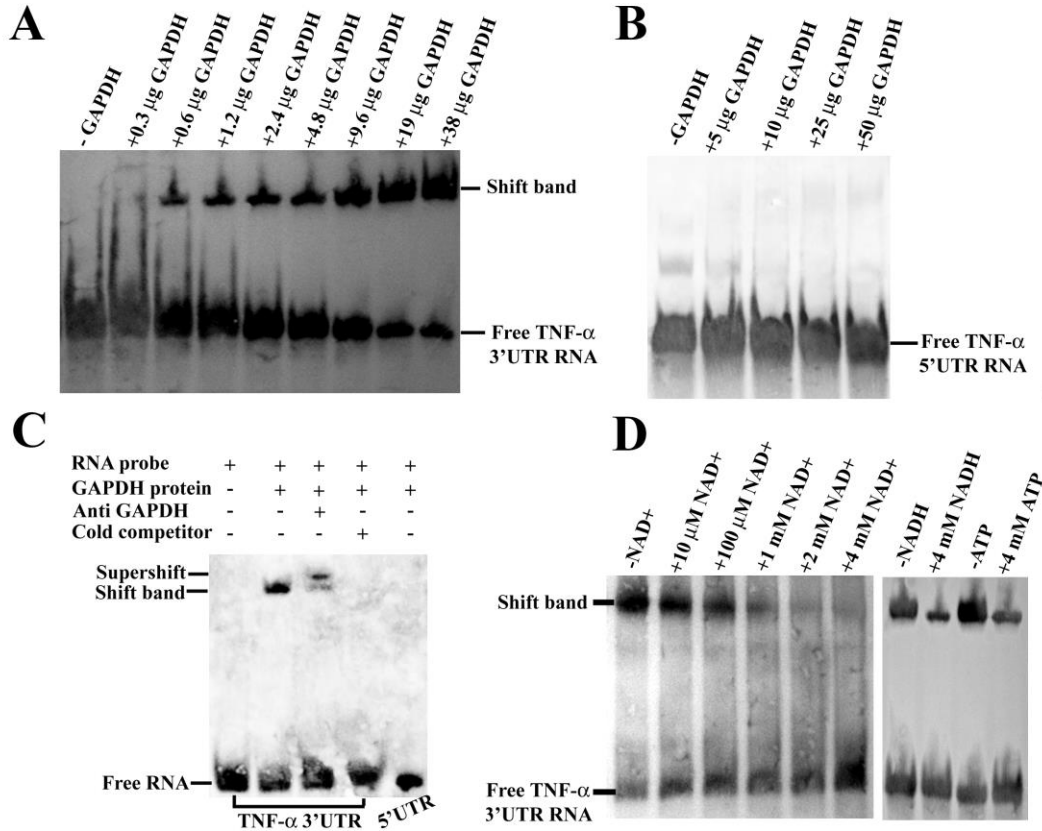 A
- GAPDH
+0.3 μg GAPDH
+0.6 μg GAPDH
+1.2 μg GAPDH
+2.4 μg GAPDH
+4.8 μg GAPDH
+9.6 μg GAPDH
+19 μg GAPDH
+38 μg GAPDH
Shift band
Free TNF-α
3’UTR RNA
B
-GAPDH
+5 μg GAPDH
+10 μg GAPDH
+25 μg GAPDH
+50 μg GAPDH
Free TNF-α
5’UTR RNA
C
RNA probe + + + + +
GAPDH protein - + + + +
Anti GAPDH - - + - -
Cold competitor - - - + -
Supershift
Shift band
Free RNA
TNF-α 3’UTR 5’UTR
D
-NAD+
+10 μM NAD+
+100 μM NAD+
+1 mM NAD+
+2 mM NAD+
+4 mM NAD+
-NADH
+4 mM NADH
-ATP
+4 mM ATP
Shift band
Free TNF-α
3’UTR RNA